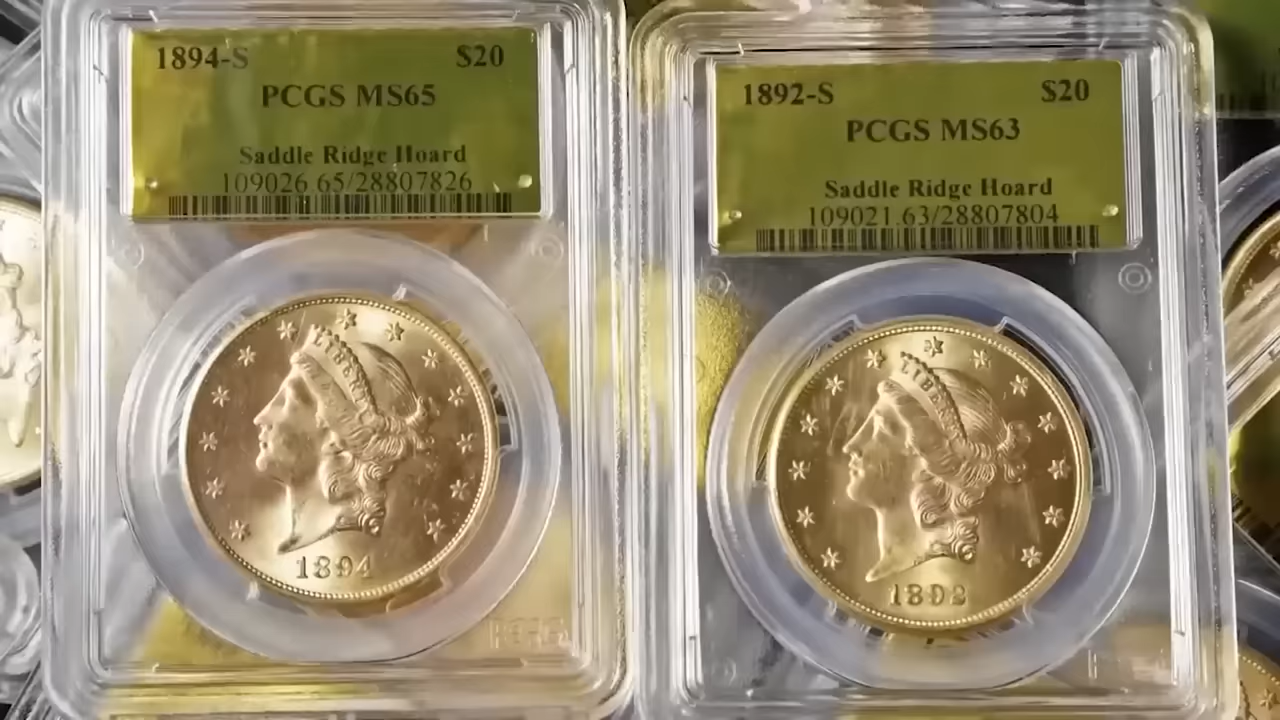 1894-S $20
PCGS MS65
Saddle Ridge Hoard
109026.65/28807826
LIBERTY
1894
PCGS
1892-S $20
PCGS MS63
Saddle Ridge Hoard
109021.63/28807804
LIBERTY
1892